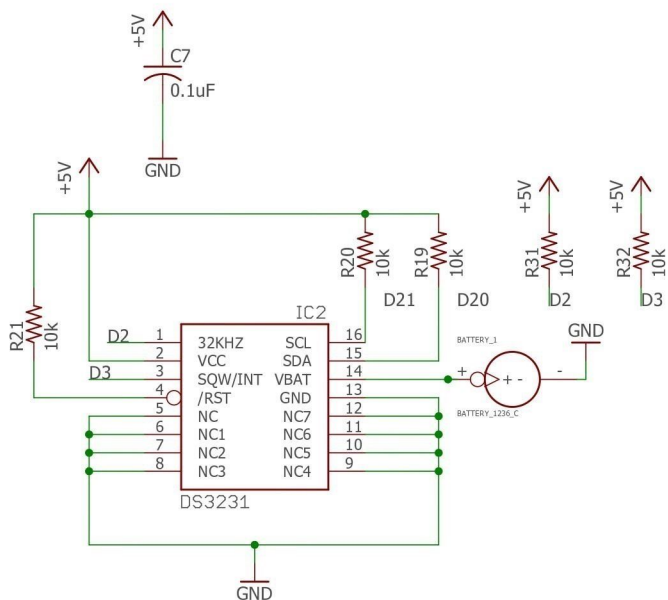 +5V
C7
0.1uF
GND
+5V
R21
10k
R20
10k
R19
10k
D21
D20
+5V
R31
10k
D2
+5V
R32
10k
D3
IC2
D2
D3
1 32KHZ SCL 16
2 VCC SDA 15
3 SQW/INT VBAT 14
4 /RST GND 13
5 NC NC7 12
6 NC1 NC6 11
7 NC2 NC5 10
8 NC3 NC4 9
DS3231
BATTERY_1
+ + - -
BATTERY_1236_C
GND
GND